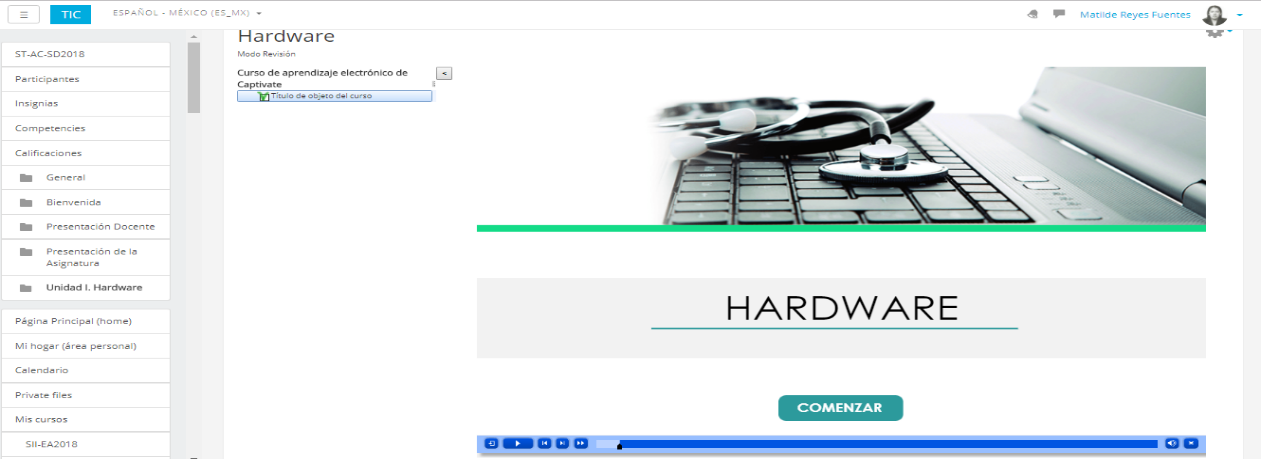 TIC
ESPAÑOL - MÉXICO (ES_MX)
Matilde Reyes Fuentes
ST-AC-SD2018
Participantes
Insignias
Competencies
Calificaciones
General
Bienvenida
Presentación Docente
Presentación de la
Asignatura
Unidad I. Hardware
Página Principal (home)
Mi hogar (área personal)
Calendario
Private files
Mis cursos
SII-EA2018
Hardware
Modo Revisión
Curso de aprendizaje electrónico de
Captivate
<
Título de objeto del curso
HARDWARE
COMENZAR